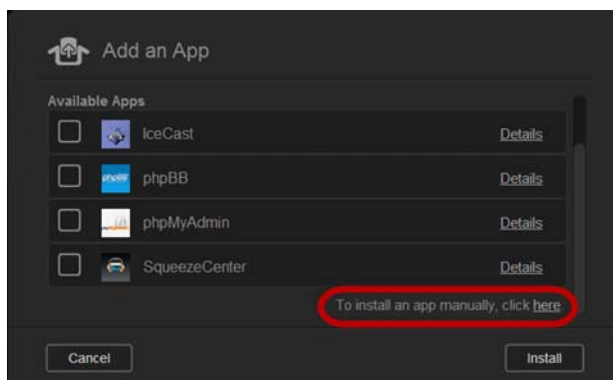 Add an App
Available Apps
IceCast Details
phpBB phpBB Details
phpMyAdmin Details
SqueezeCenter Details
To install an app manually, click here.
Cancel Install